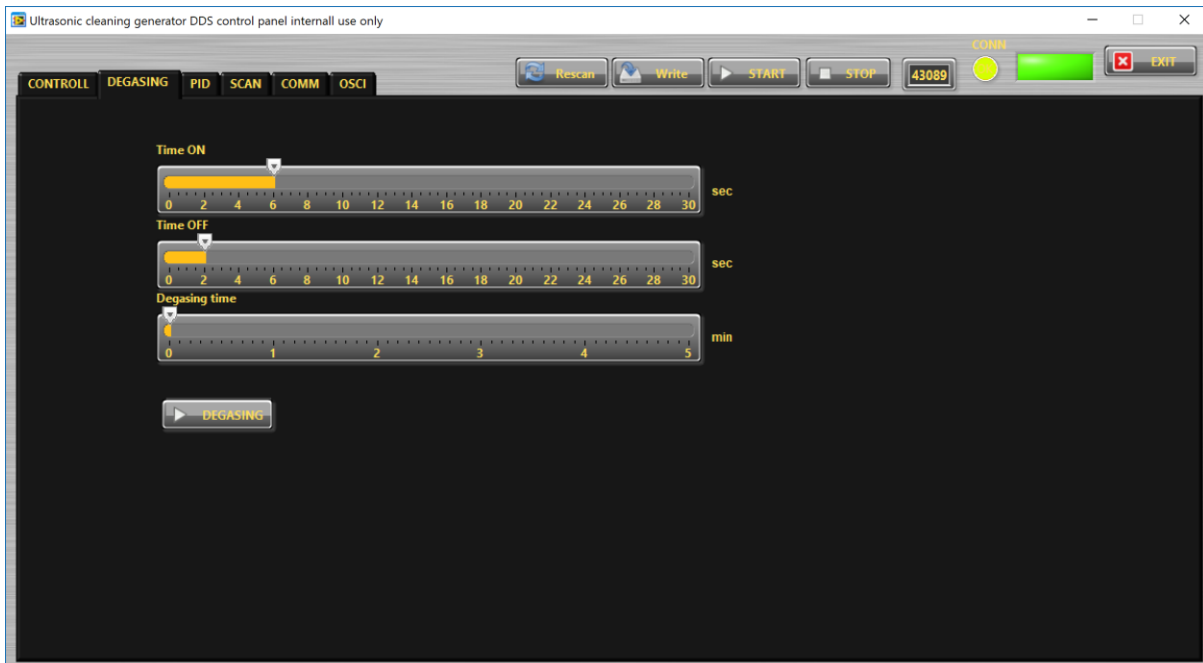 Ultrasonic cleaning generator DDS control panel internall use only
CONN
Rescan Write START STOP 43089 EXIT
CONTROLL DEGASING PID SCAN COMM OSCI
Time ON
sec
0 2 4 6 8 10 12 14 16 18 20 22 24 26 28 30
Time OFF
sec
0 2 4 6 8 10 12 14 16 18 20 22 24 26 28 30
Degasing time
min
0 1 2 3 4 5
DEGASING